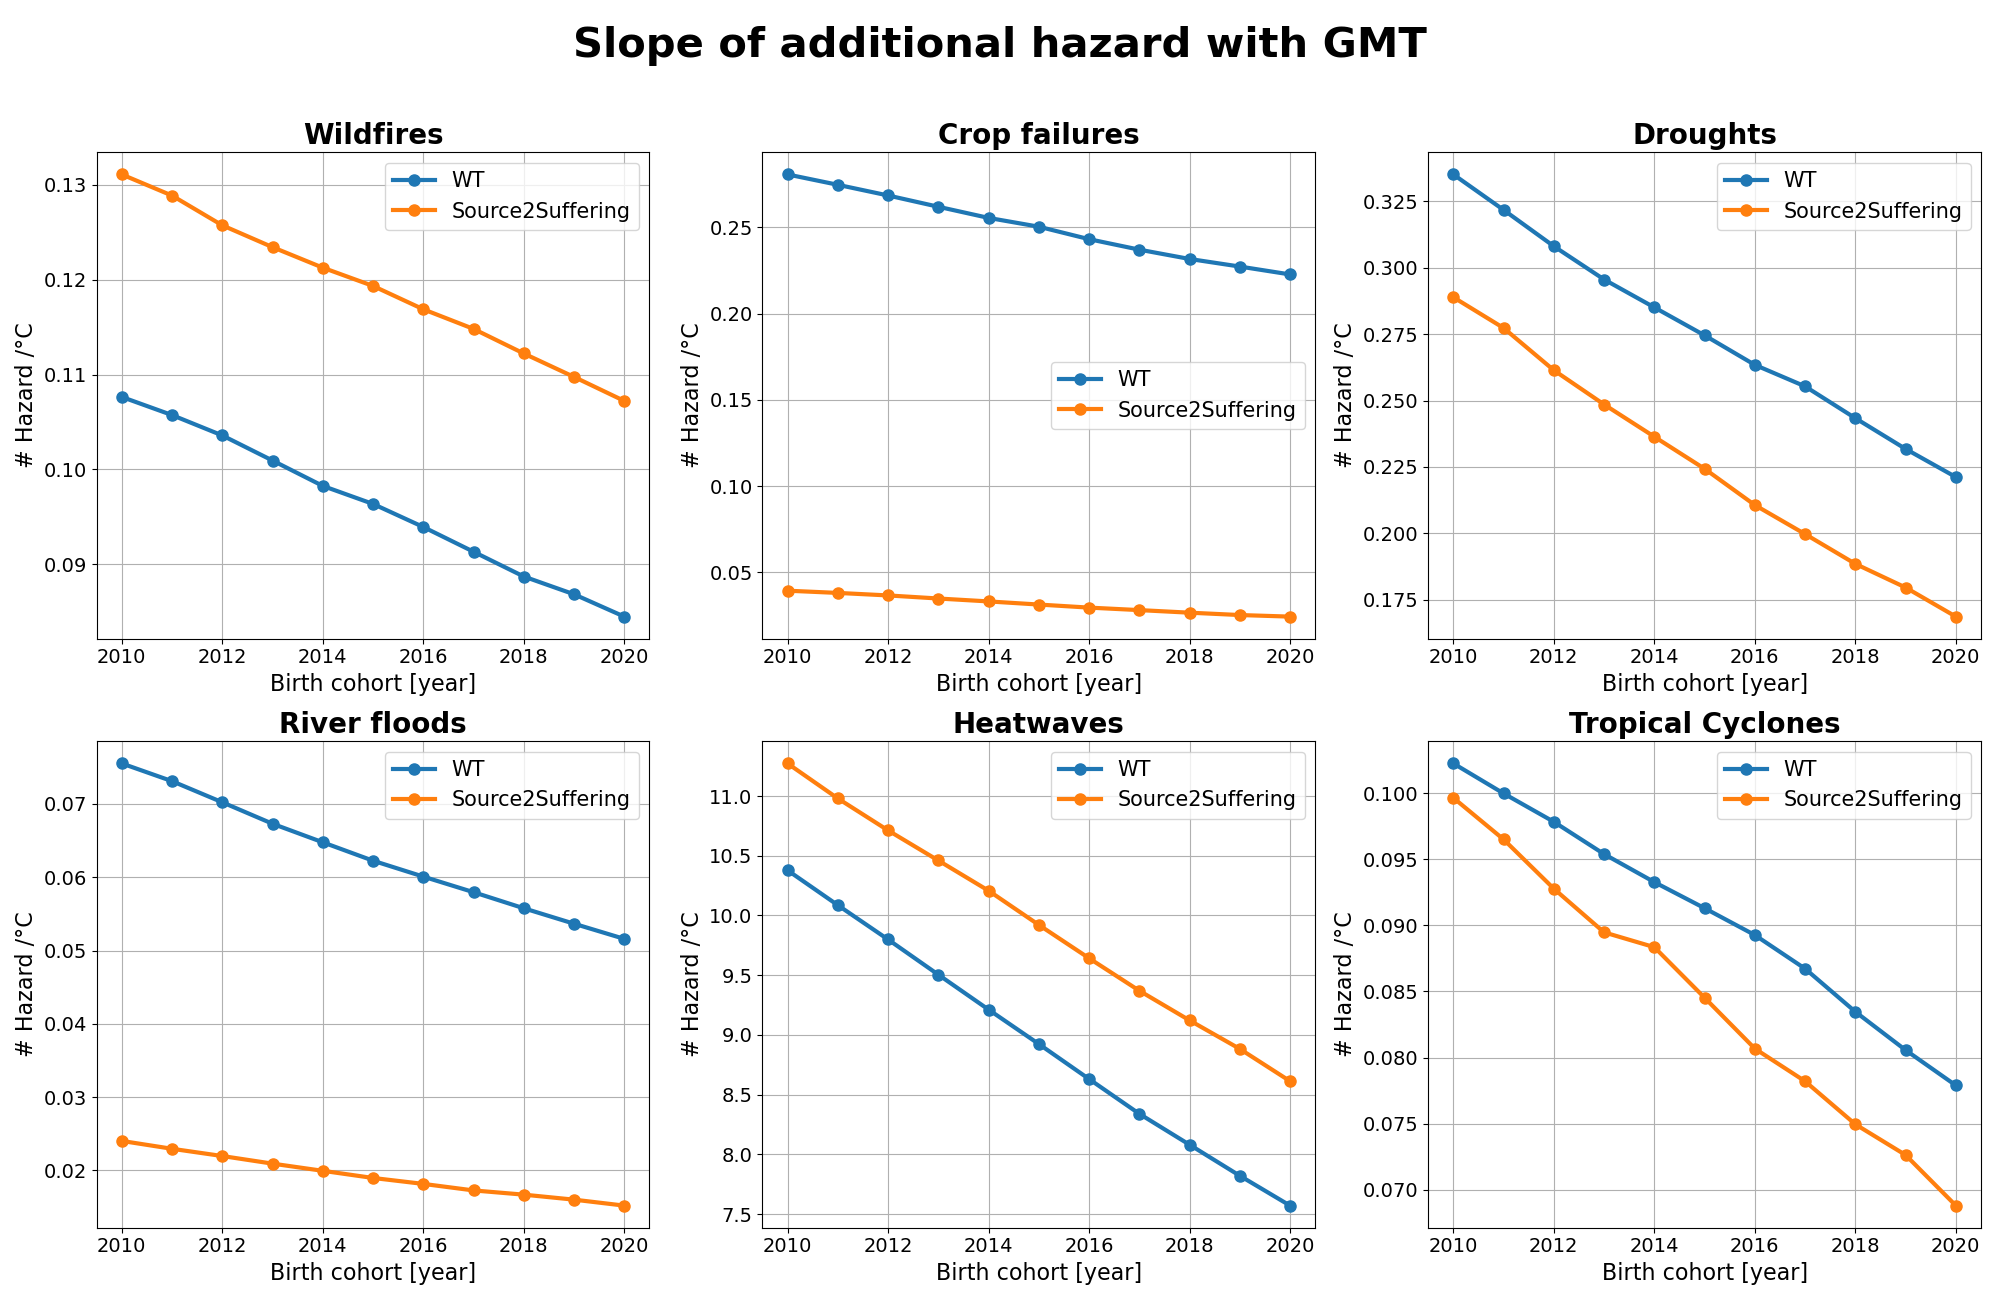 Slope of additional hazard with GMT
Wildfires
WT
Source2Suffering
0.13
0.12
0.11
0.10
0.09
# Hazard /°C
2010 2012 2014 2016 2018 2020
Birth cohort [year]
Crop failures
WT
Source2Suffering
0.25
0.20
0.15
0.10
0.05
# Hazard /°C
2010 2012 2014 2016 2018 2020
Birth cohort [year]
Droughts
WT
Source2Suffering
0.325
0.300
0.275
0.250
0.225
0.200
0.175
# Hazard /°C
2010 2012 2014 2016 2018 2020
Birth cohort [year]
River floods
WT
Source2Suffering
0.07
0.06
0.05
0.04
0.03
0.02
# Hazard /°C
2010 2012 2014 2016 2018 2020
Birth cohort [year]
Heatwaves
WT
Source2Suffering
11.0
10.5
10.0
9.5
9.0
8.5
8.0
7.5
# Hazard /°C
2010 2012 2014 2016 2018 2020
Birth cohort [year]
Tropical Cyclones
WT
Source2Suffering
0.100
0.095
0.090
0.085
0.080
0.075
0.070
# Hazard /°C
2010 2012 2014 2016 2018 2020
Birth cohort [year]